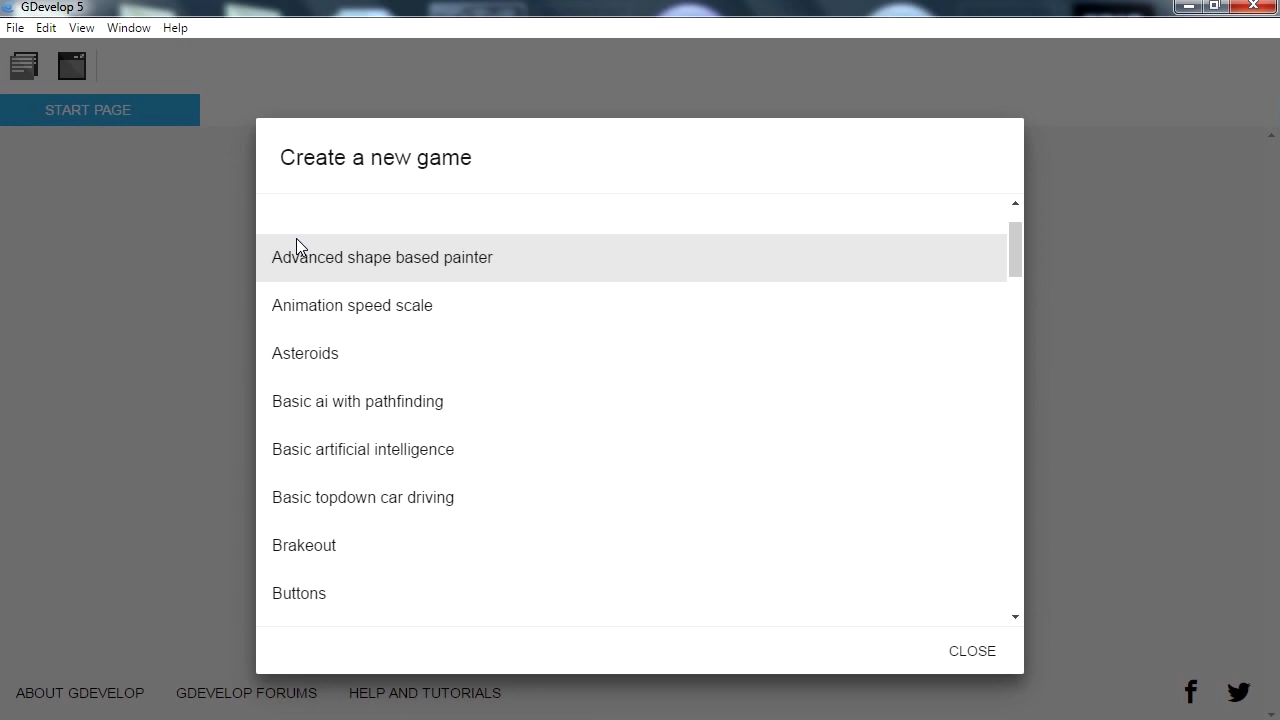 GDevelop 5
File Edit View Window Help
START PAGE
Create a new game
Advanced shape based painter
Animation speed scale
Asteroids
Basic ai with pathfinding
Basic artificial intelligence
Basic topdown car driving
Brakeout
Buttons
CLOSE
ABOUT GDEVELOP GDEVELOP FORUMS HELP AND TUTORIALS